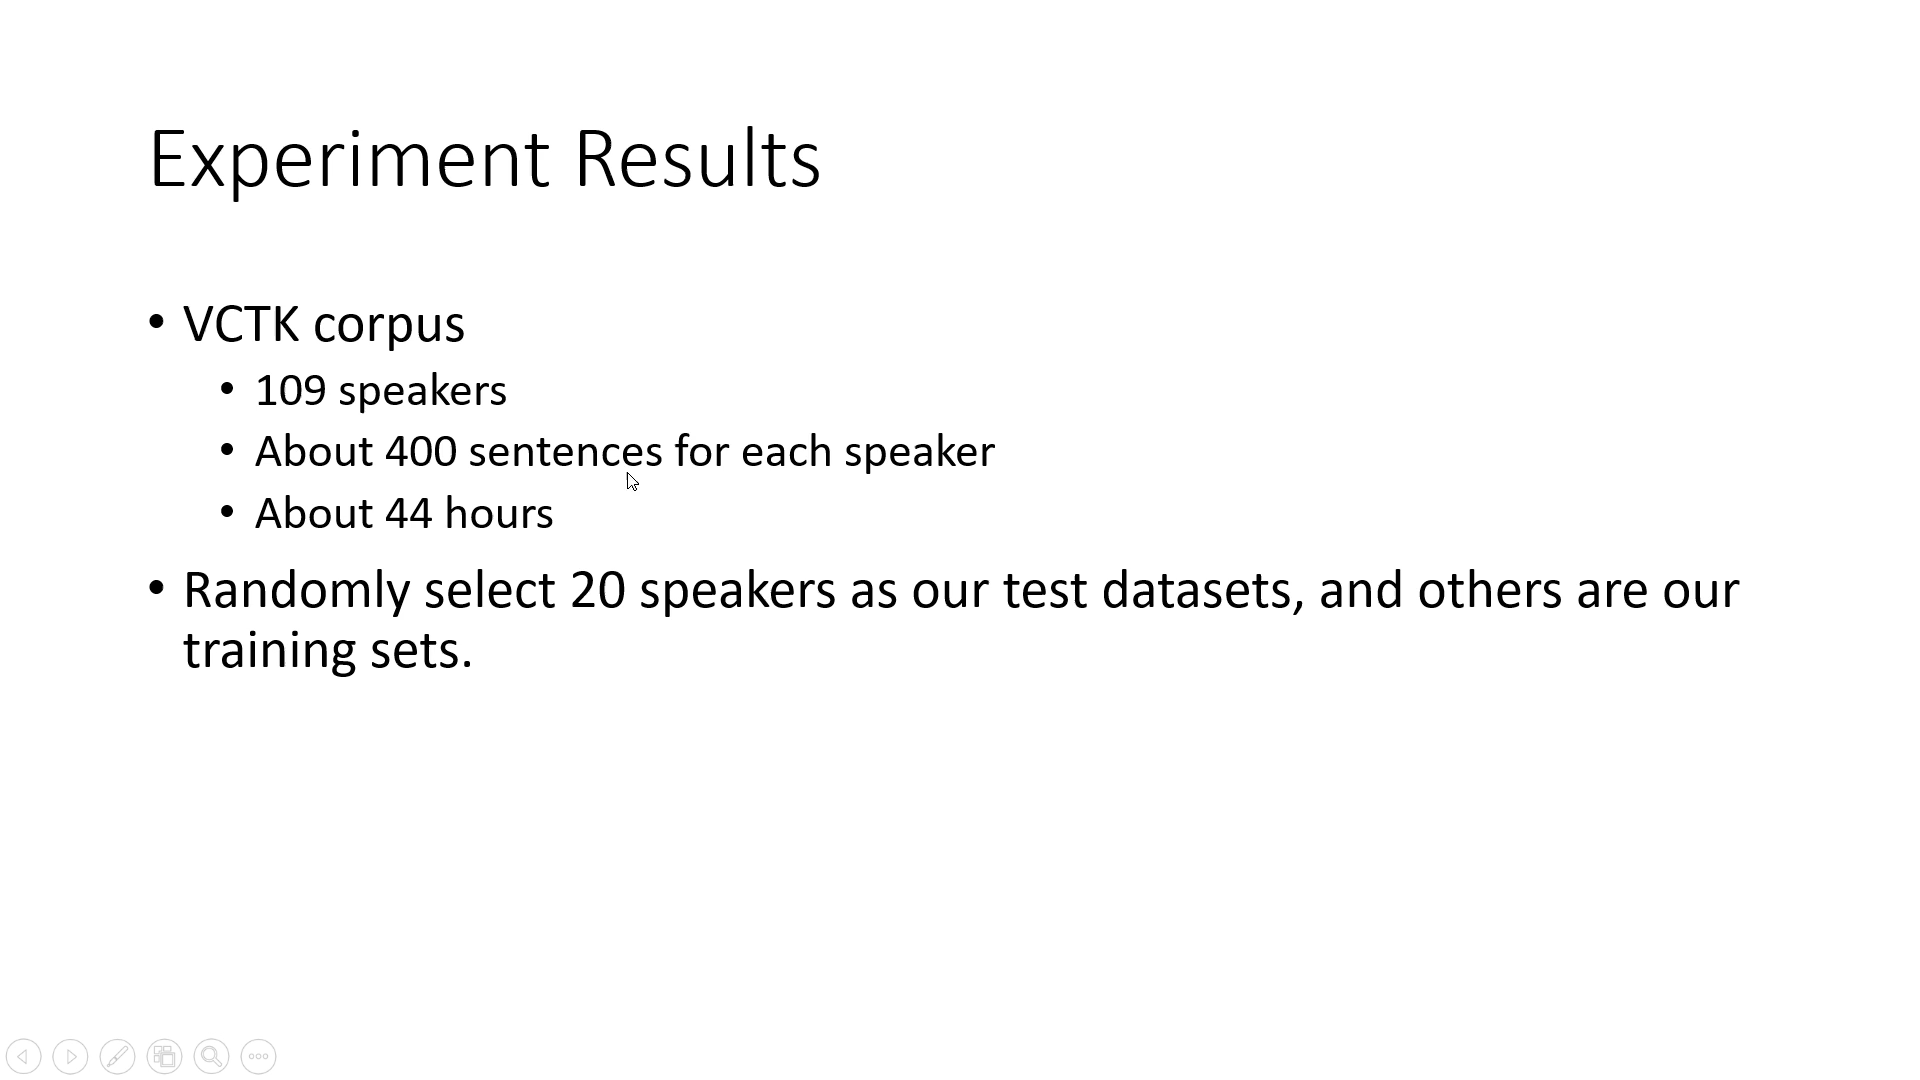 Experiment Results
• VCTK corpus
• 109 speakers
• About 400 sentences for each speaker
• About 44 hours
• Randomly select 20 speakers as our test datasets, and others are our
training sets.